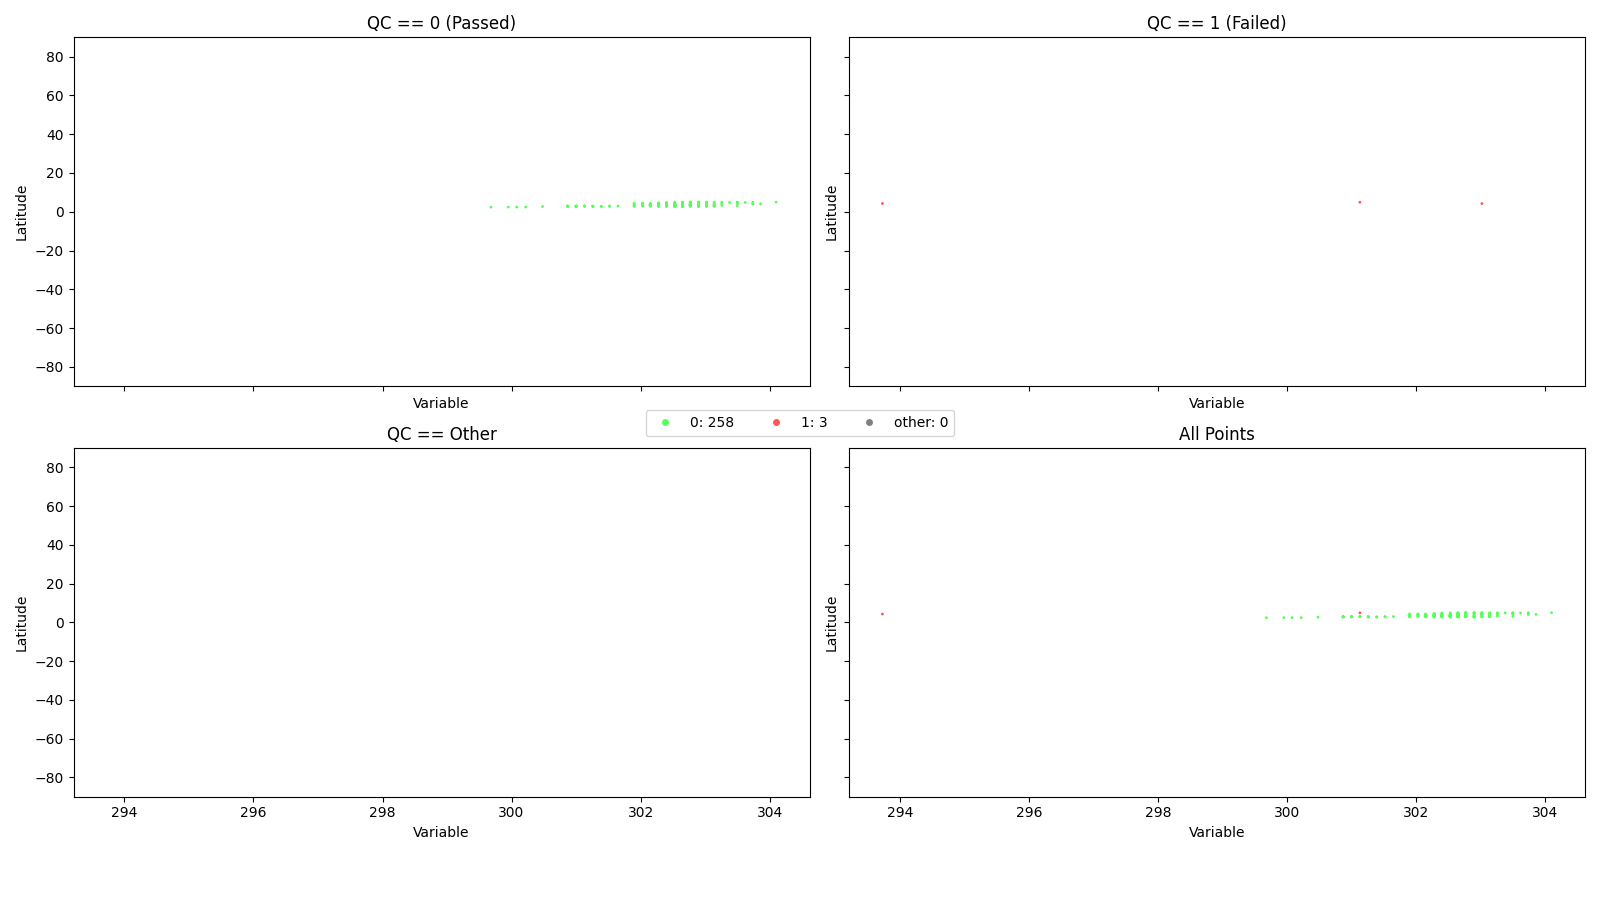 QC == 0 (Passed)
80
60
40
20
0
−20
−40
−60
−80
Latitude
Variable
QC == 1 (Failed)
Latitude
Variable
0: 258 1: 3 other: 0
QC == Other
80
60
40
20
0
−20
−40
−60
−80
Latitude
294 296 298 300 302 304
Variable
All Points
Latitude
294 296 298 300 302 304
Variable